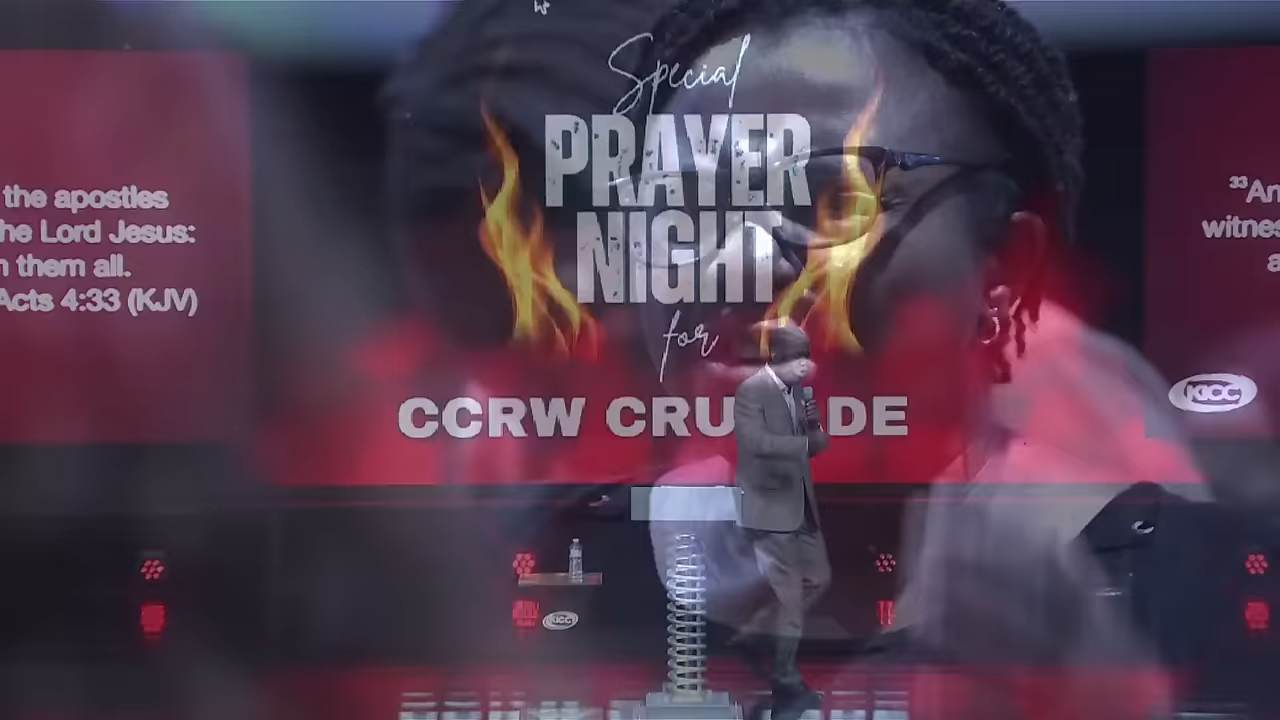 Special
PRAYER
NIGHT
for
CCRW CRU DE
the apostles
he Lord Jesus:
n them all.
Acts 4:33 (KJV)
33An
witnes
a
KICC
KICC